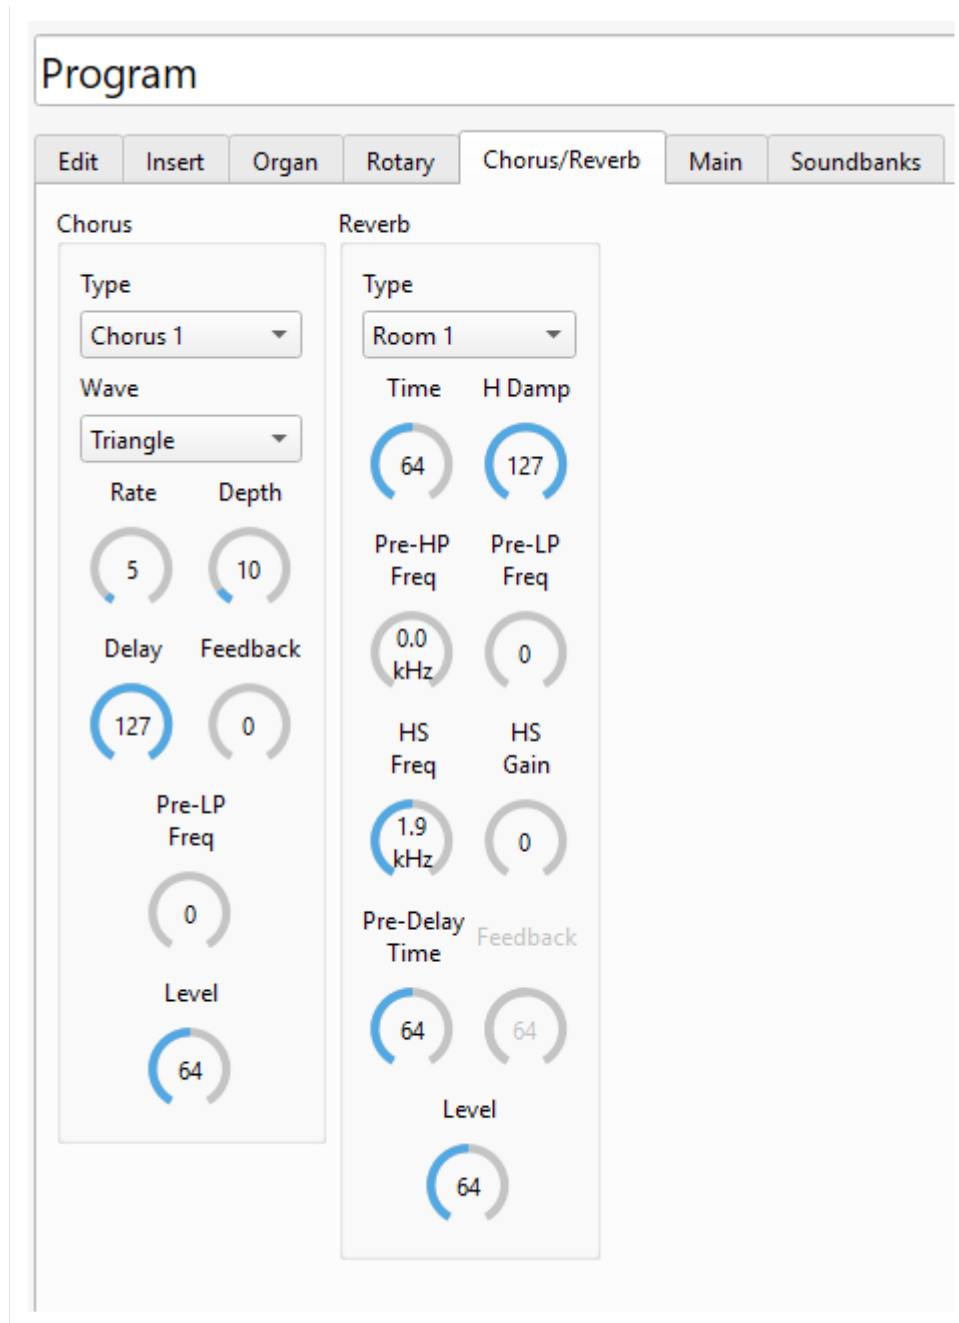 Program
Edit Insert Organ Rotary Chorus/Reverb Main Soundbanks
Chorus
Type
Chorus 1
Wave
Triangle
Rate Depth
5 10
Delay Feedback
127 0
Pre-LP
Freq
0
Level
64
Reverb
Type
Room 1
Time H Damp
64 127
Pre-HP Pre-LP
Freq Freq
0.0
kHz 0
HS HS
Freq Gain
1.9
kHz 0
Pre-Delay
Time Feedback
64 64
Level
64